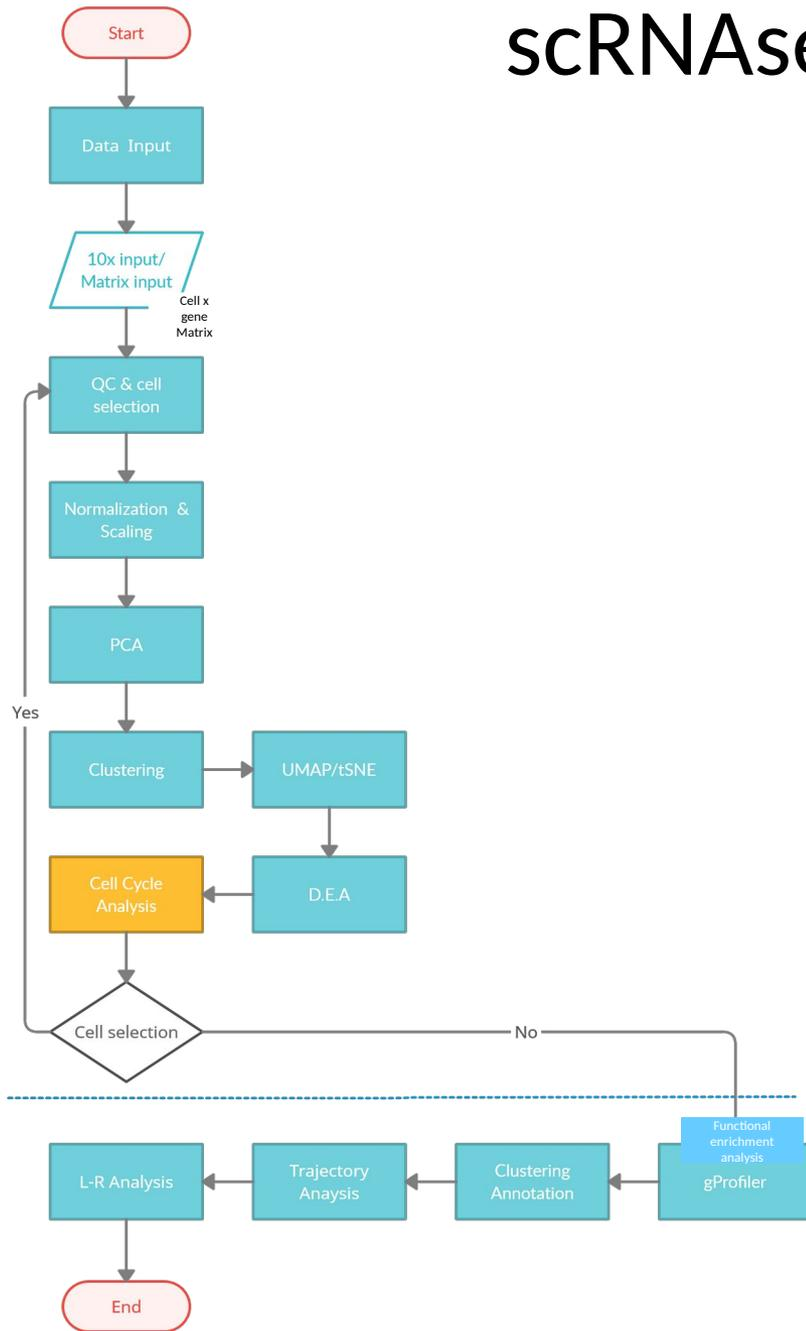 scRNAse
Start
Data Input
10x input/
Matrix input
Cell x
gene
Matrix
QC & cell
selection
Normalization &
Scaling
PCA
Yes
Clustering
UMAP/tSNE
Cell Cycle
Analysis
D.E.A
Cell selection
No
Functional
enrichment
analysis
L-R Analysis
Trajectory
Anaysis
Clustering
Annotation
gProfiler
End